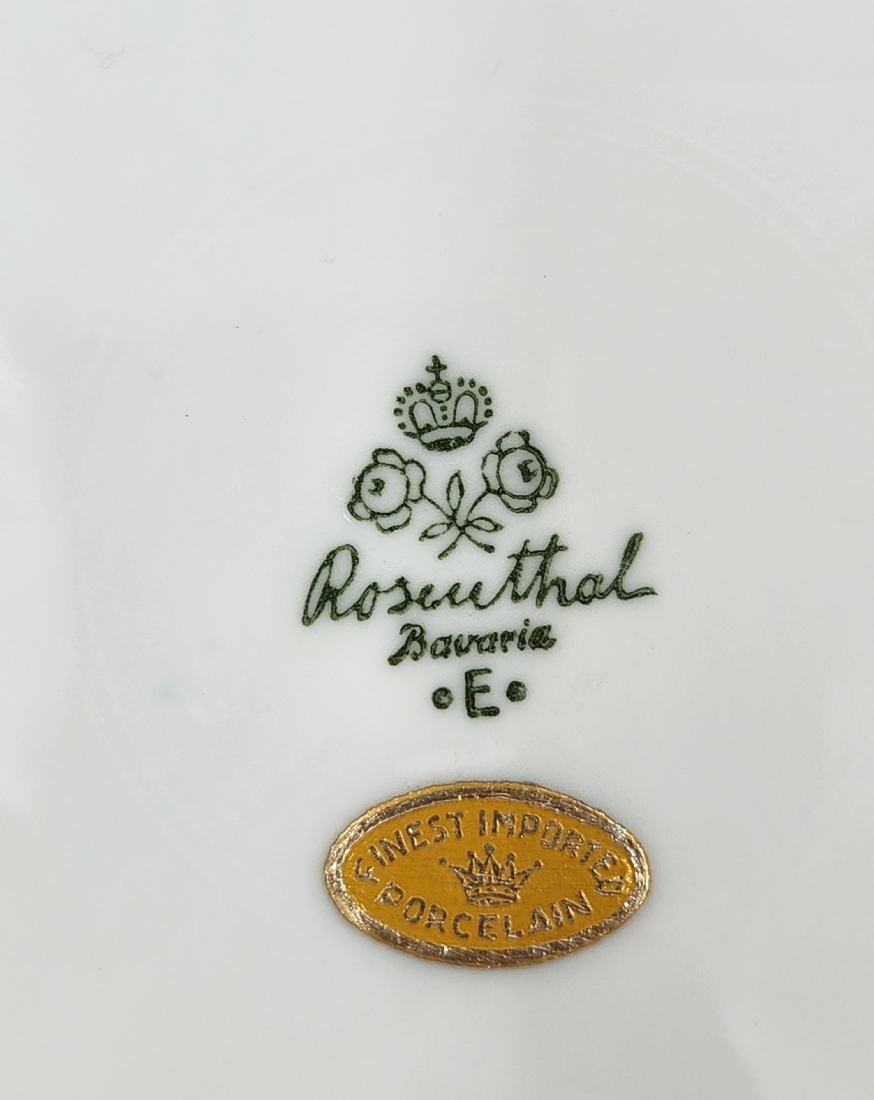 Rosenthal
Bavaria
•E•
FINEST IMPORTED
PORCELAIN